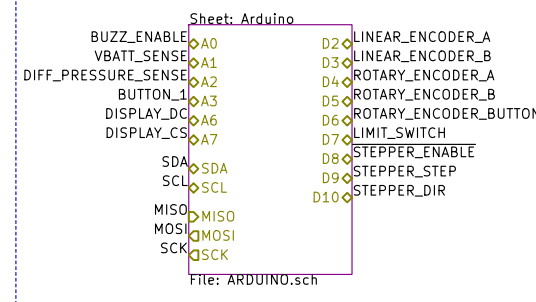 Sheet: Arduino
BUZZ_ENABLE A0 D2 LINEAR_ENCODER_A
VBATT_SENSE A1 D3 LINEAR_ENCODER_B
DIFF_PRESSURE_SENSE A2 D4 ROTARY_ENCODER_A
BUTTON_1 A3 D5 ROTARY_ENCODER_B
DISPLAY_DC A6 D6 ROTARY_ENCODER_BUTTON
DISPLAY_CS A7 D7 LIMIT_SWITCH
D8 STEPPER_ENABLE
SDA SDA D9 STEPPER_STEP
SCL SCL D10 STEPPER_DIR
MISO MISO
MOSI MOSI
SCK SCK
File: ARDUINO.sch